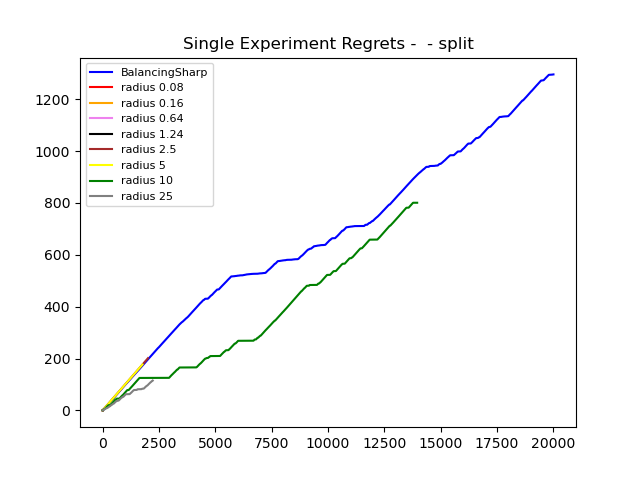 Single Experiment Regrets -  - split
BalancingSharp
radius 0.08
radius 0.16
radius 0.64
radius 1.24
radius 2.5
radius 5
radius 10
radius 25
1200
1000
800
600
400
200
0
0 2500 5000 7500 10000 12500 15000 17500 20000